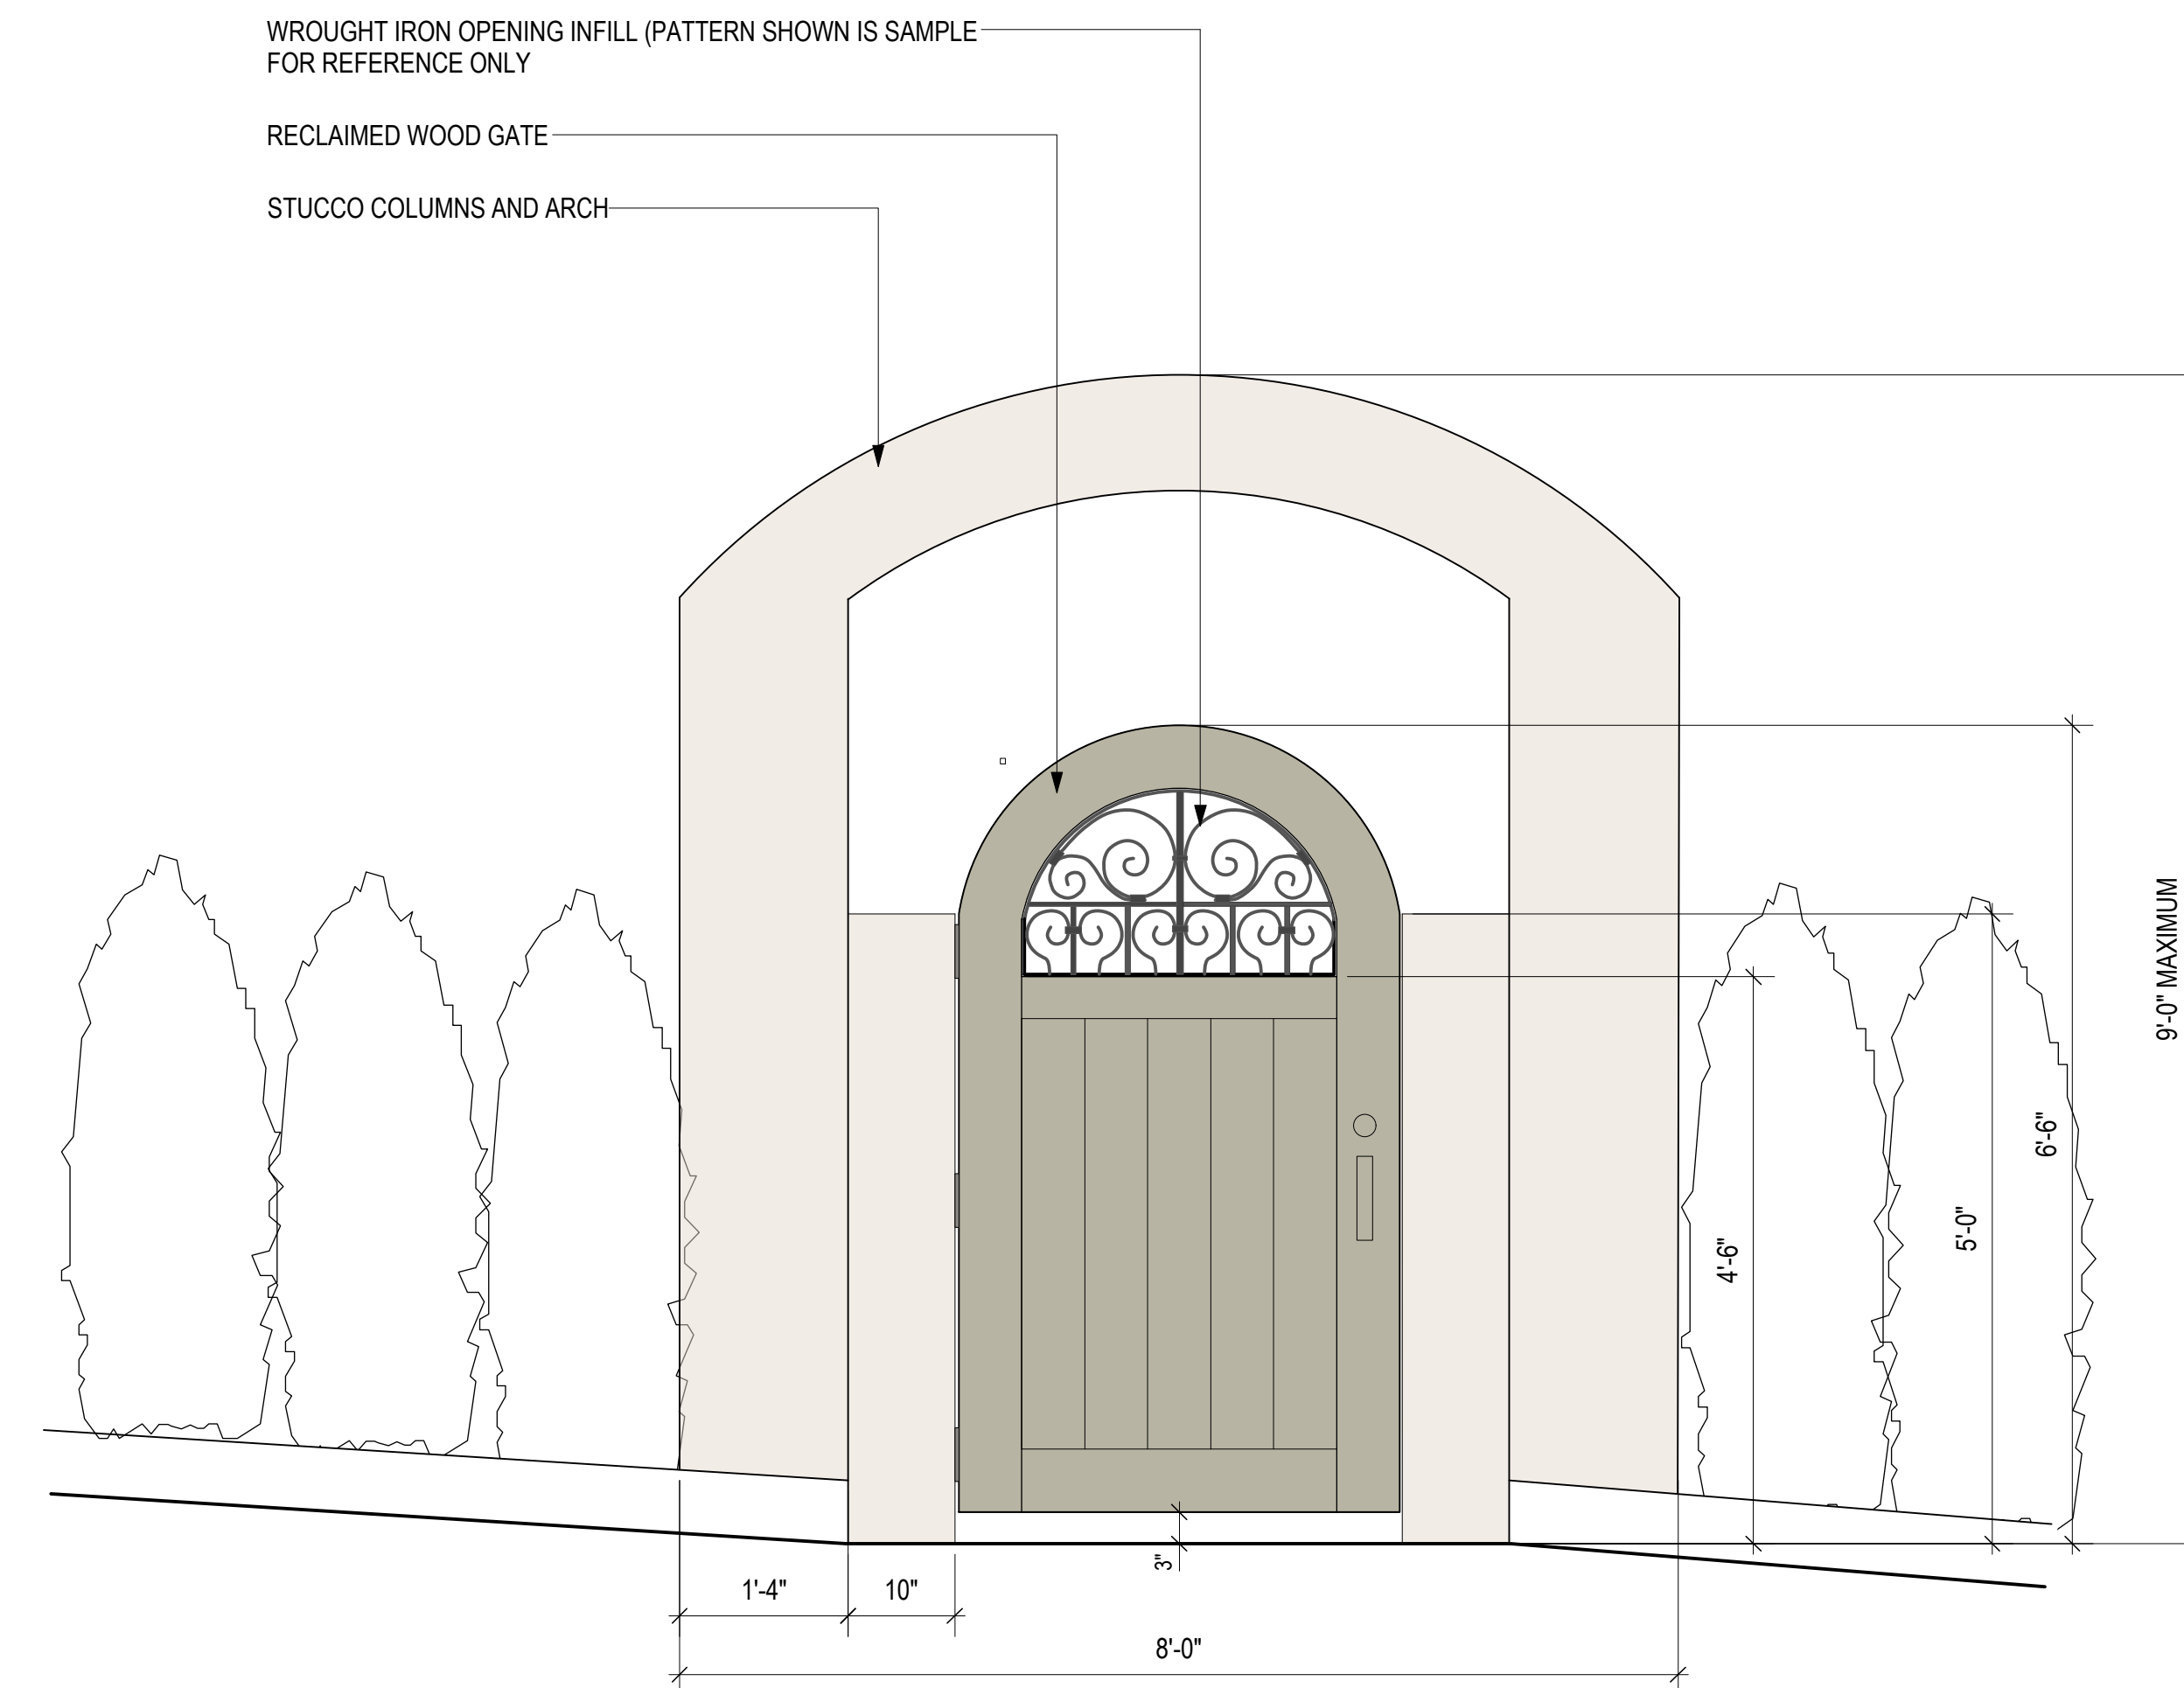 WROUGHT IRON OPENING INFILL (PATTERN SHOWN IS SAMPLE
FOR REFERENCE ONLY
RECLAIMED WOOD GATE
STUCCO COLUMNS AND ARCH
9'-0" MAXIMUM
6'-6"
5'-0"
4'-6"
3"
1'-4"
10"
8'-0"